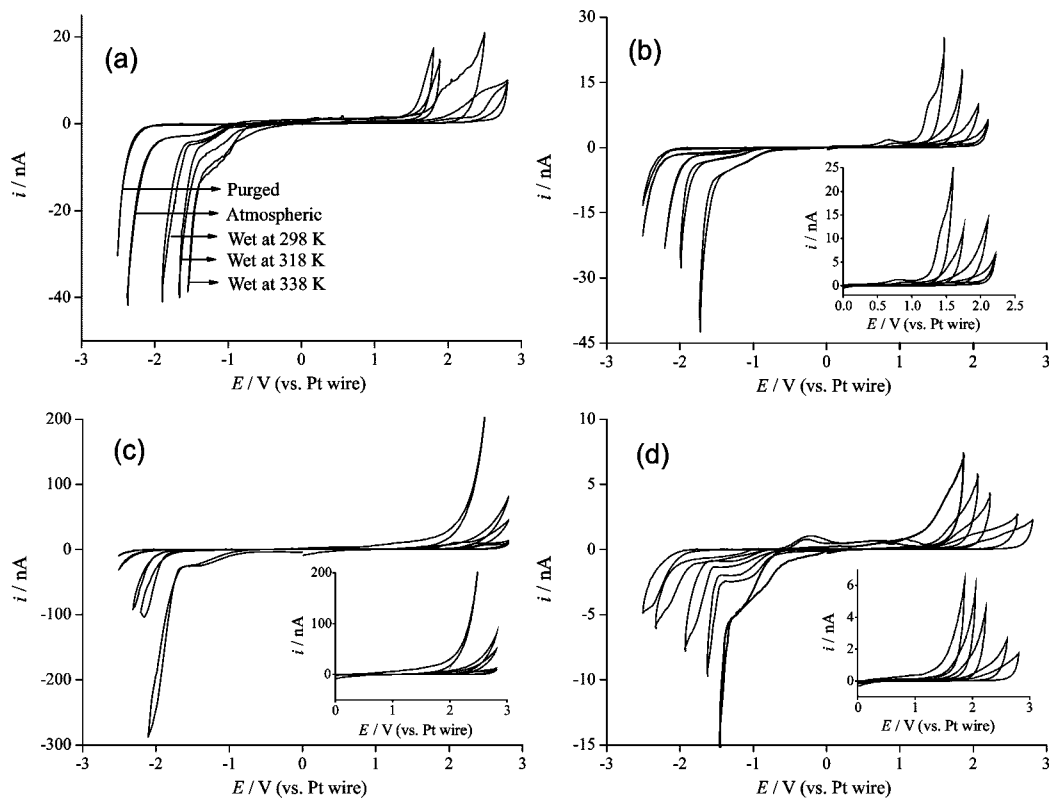 (a)
20
0
-20
-40
i / nA
Purged
Atmospheric
Wet at 298 K
Wet at 318 K
Wet at 338 K
-3 -2 -1 0 1 2 3
E / V (vs. Pt wire)
(b)
30
15
0
-15
-30
-45
i / nA
25
20
15
10
5
0
i / nA
0.0 0.5 1.0 1.5 2.0 2.5
E / V (vs. Pt wire)
-3 -2 -1 0 1 2 3
E / V (vs. Pt wire)
(c)
200
100
0
-100
-200
-300
i / nA
200
100
0
i / nA
0 1 2 3
E / V (vs. Pt wire)
-3 -2 -1 0 1 2 3
E / V (vs. Pt wire)
(d)
10
5
0
-5
-10
-15
i / nA
6
4
2
0
i / nA
0 1 2 3
E / V (vs. Pt wire)
-3 -2 -1 0 1 2 3
E / V (vs. Pt wire)